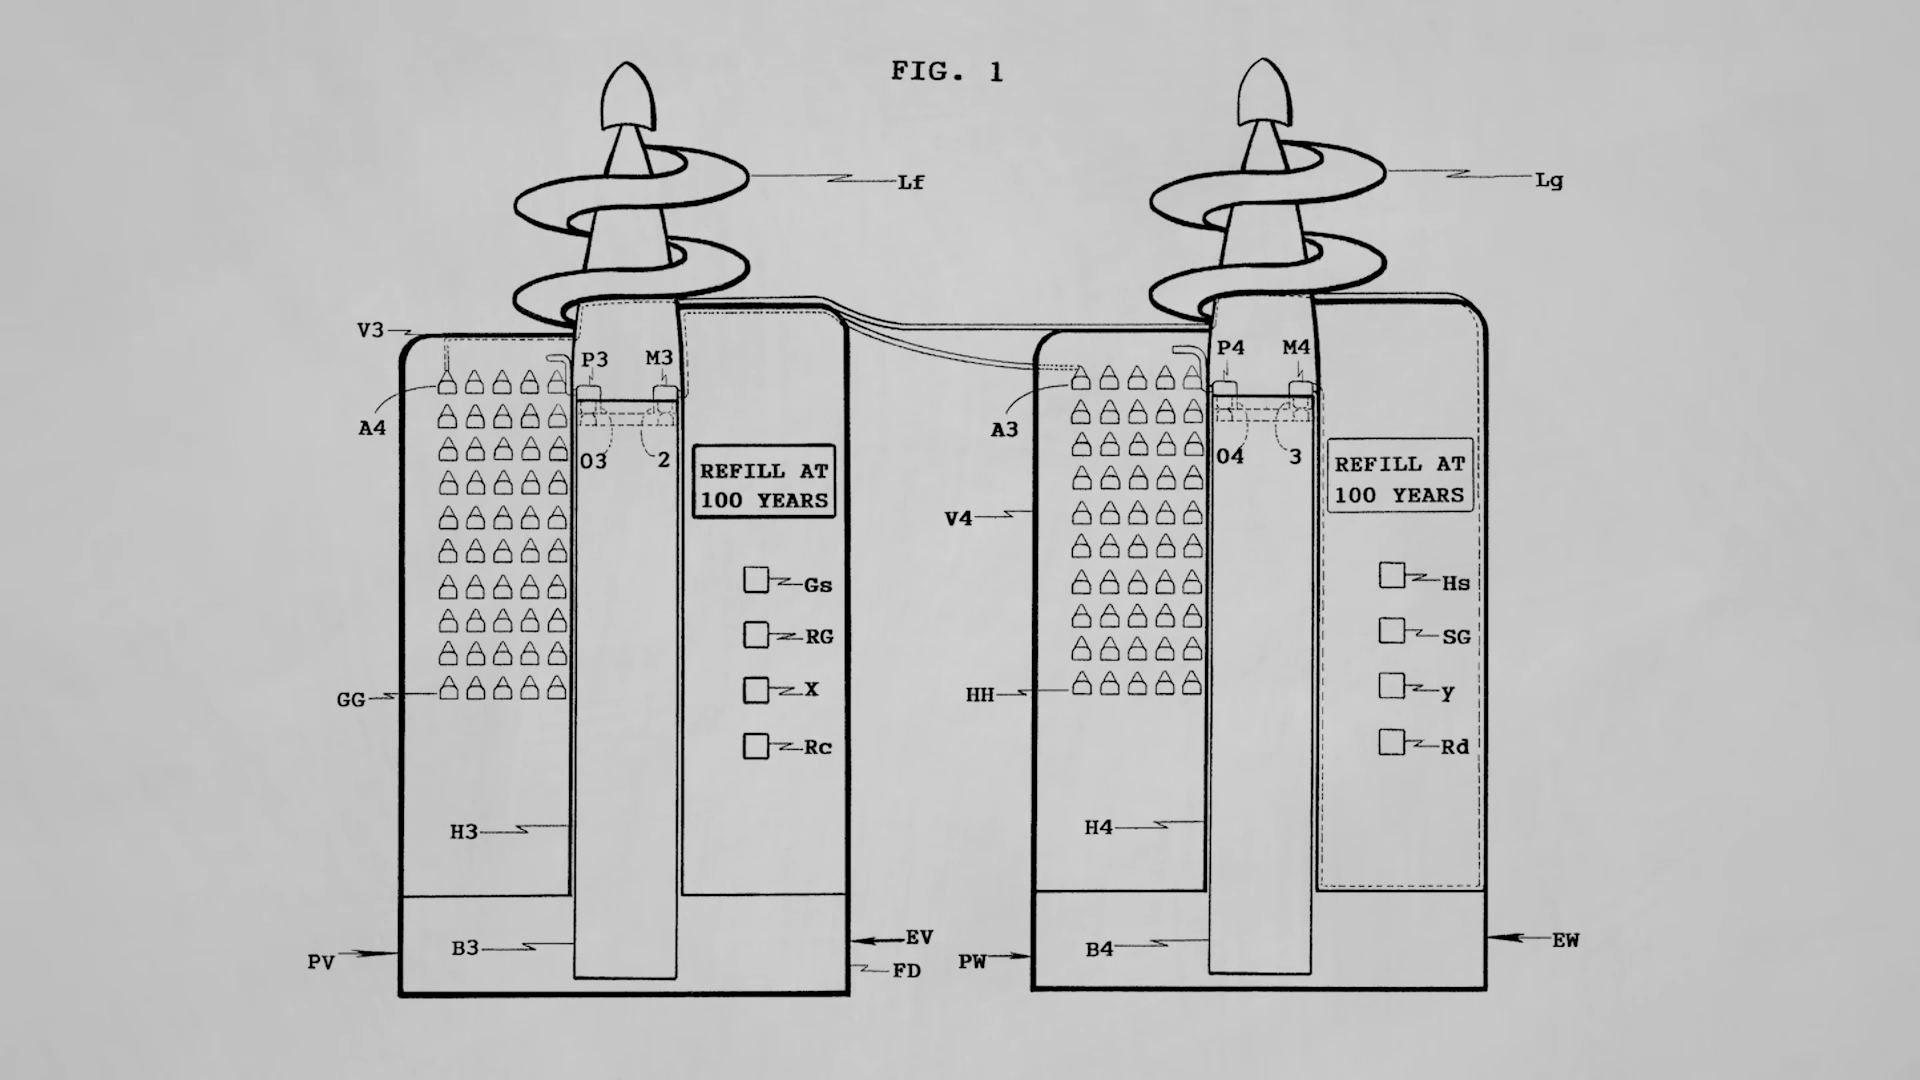 FIG. 1
Lf
Lg
V3
P3
M3
P4
M4
A4
A3
O3
2
O4
3
REFILL AT
100 YEARS
REFILL AT
100 YEARS
V4
Gs
Hs
RG
SG
GG
X
HH
y
Rc
Rd
H3
H4
B3
EV
B4
EW
PV
FD
PW